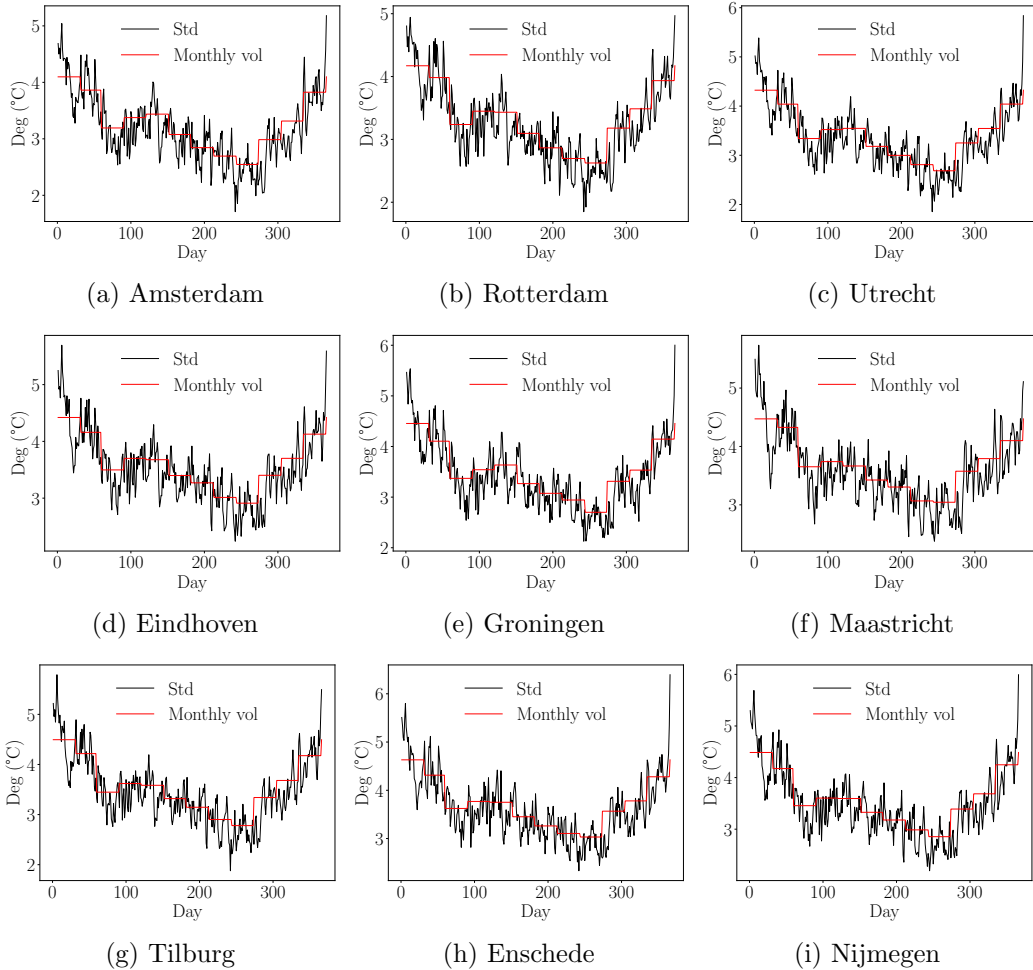 5
4
3
2
Deg (°C)
Std
Monthly vol
0
100
200
300
Day
(a) Amsterdam
5
4
3
2
Deg (°C)
Std
Monthly vol
0
100
200
300
Day
(b) Rotterdam
6
5
4
3
2
Deg (°C)
Std
Monthly vol
0
100
200
300
Day
(c) Utrecht
5
4
3
Deg (°C)
Std
Monthly vol
0
100
200
300
Day
(d) Eindhoven
6
5
4
3
2
Deg (°C)
Std
Monthly vol
0
100
200
300
Day
(e) Groningen
5
4
3
Deg (°C)
Std
Monthly vol
0
100
200
300
Day
(f) Maastricht
5
4
3
2
Deg (°C)
Std
Monthly vol
0
100
200
300
Day
(g) Tilburg
6
5
4
3
Deg (°C)
Std
Monthly vol
0
100
200
300
Day
(h) Enschede
6
5
4
3
Deg (°C)
Std
Monthly vol
0
100
200
300
Day
(i) Nijmegen